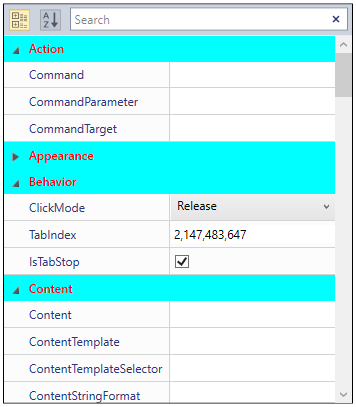 Search
Action
Command
CommandParameter
CommandTarget
Appearance
Behavior
ClickMode Release
TabIndex 2,147,483,647
IsTabStop
Content
Content
ContentTemplate
ContentTemplateSelector
ContentStringFormat